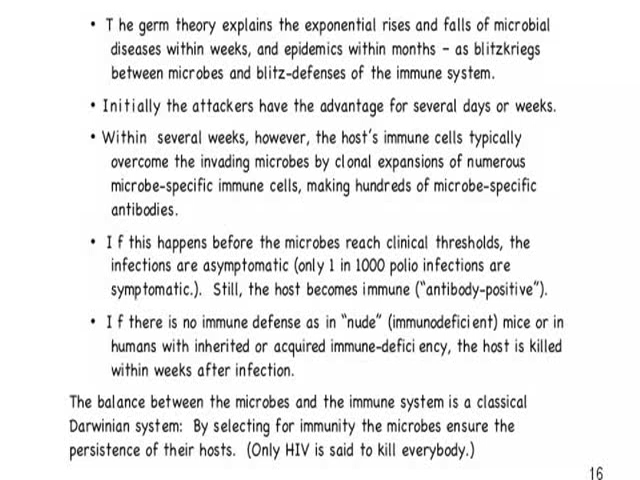 • T he germ theory explains the exponential rises and falls of microbial
diseases within weeks, and epidemics within months – as blitzkriegs
between microbes and blitz-defenses of the immune system.
• Initially the attackers have the advantage for several days or weeks.
• Within several weeks, however, the host's immune cells typically
overcome the invading microbes by clonal expansions of numerous
microbe-specific immune cells, making hundreds of microbe-specific
antibodies.
• I f this happens before the microbes reach clinical thresholds, the
infections are asymptomatic (only 1 in 1000 polio infections are
symptomatic.). Still, the host becomes immune ("antibody-positive").
• I f there is no immune defense as in "nude" (immunodefici ent) mice or in
humans with inherited or acquired immune-defici ency, the host is killed
within weeks after infection.
The balance between the microbes and the immune system is a classical
Darwinian system: By selecting for immunity the microbes ensure the
persistence of their hosts. (Only HIV is said to kill everybody.)
16